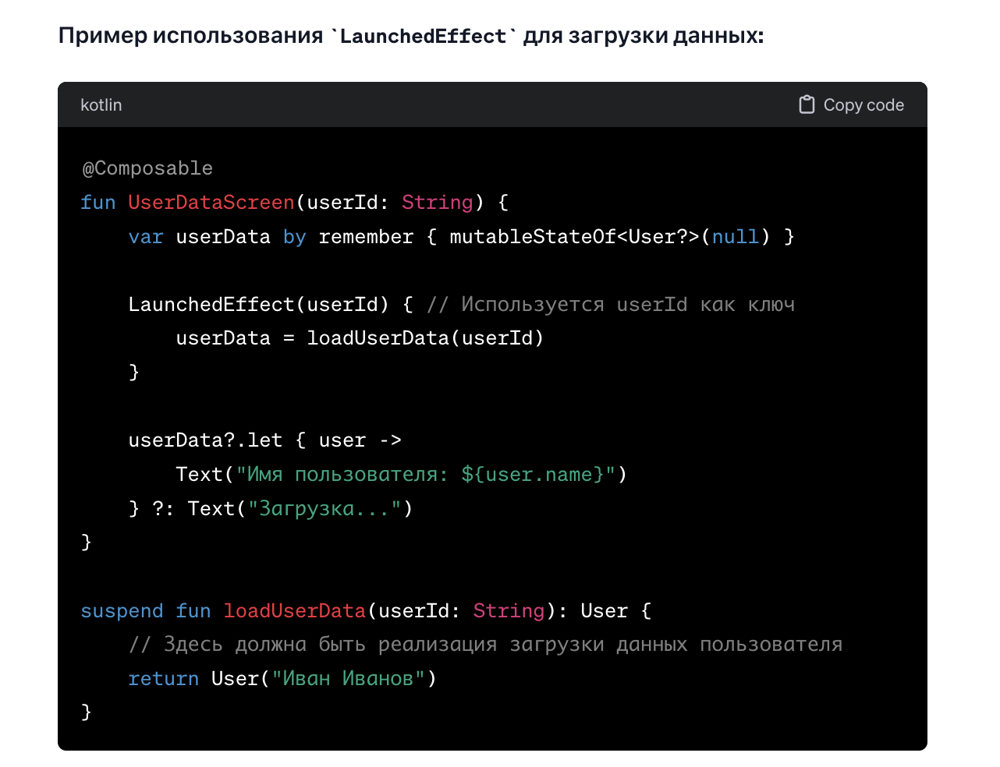 Пример использования `LaunchedEffect` для загрузки данных:
kotlin
Copy code
@Composable
fun UserDataScreen(userId: String) {
    var userData by remember { mutableStateOf<User?>(null) }
    LaunchedEffect(userId) { // Используется userId как ключ
        userData = loadUserData(userId)
    }
    userData?.let { user ->
        Text("Имя пользователя: ${user.name}")
    } ?: Text("Загрузка...")
}
suspend fun loadUserData(userId: String): User {
    // Здесь должна быть реализация загрузки данных пользователя
    return User("Иван Иванов")
}